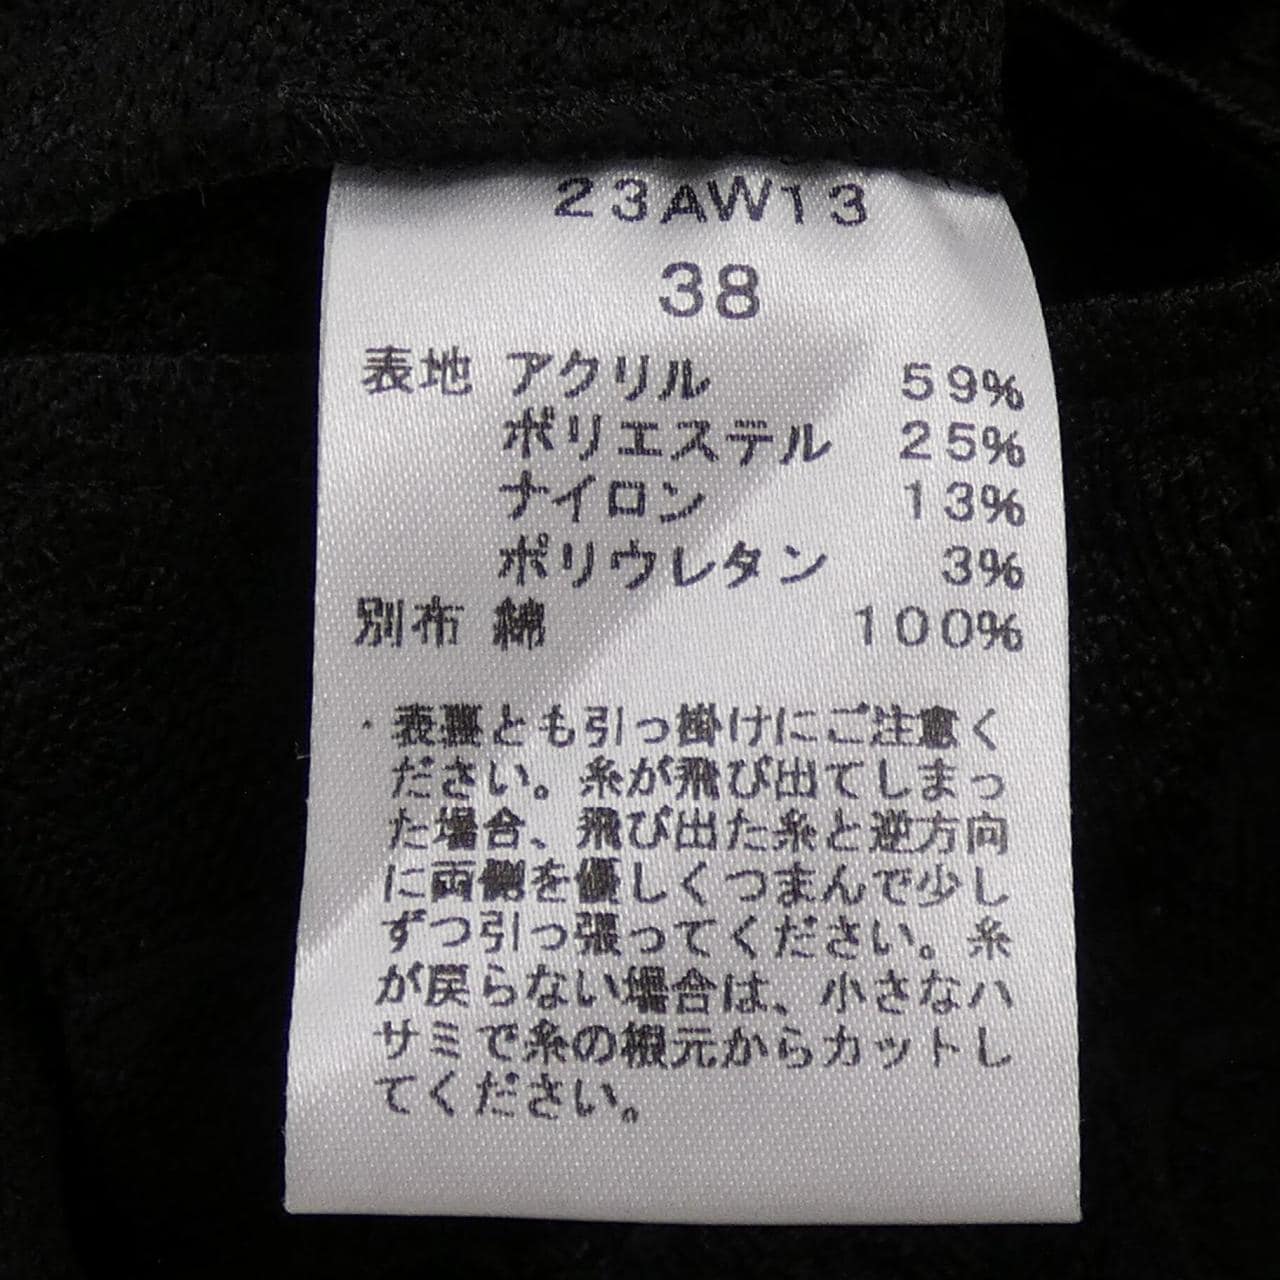 23AW13
38
表地 アクリル 59%
ポリエステル 25%
ナイロン 13%
ポリウレタン 3%
別布 綿 100%
・表裏とも引っ掛けにご注意く
ださい。糸が飛び出てしまっ
た場合、飛び出た糸と逆方向
に両側を優しくつまんで少し
ずつ引っ張ってください。糸
が戻らない場合は、小さなハ
サミで糸の根元からカットし
てください。